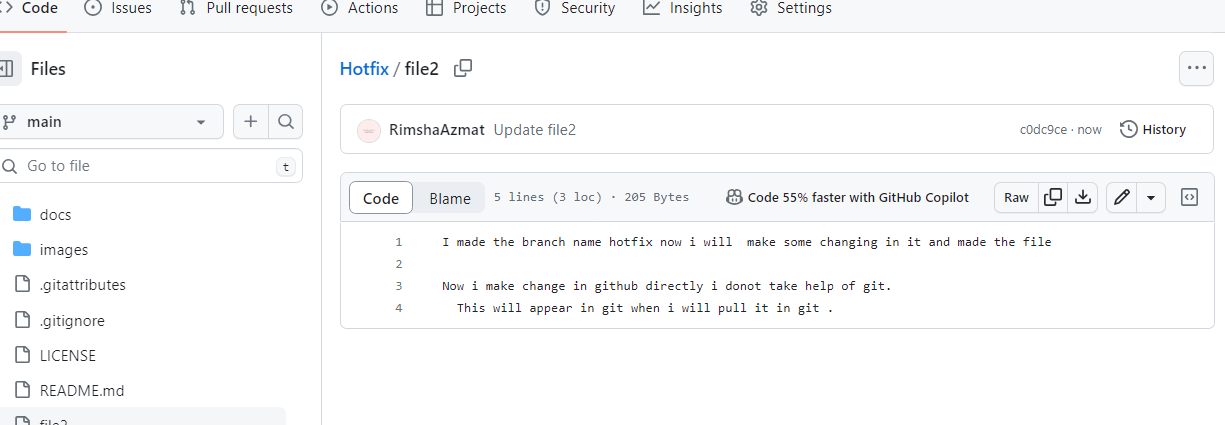 Code Issues Pull requests Actions Projects Security Insights Settings
Files
main
Go to file t
docs
images
.gitattributes
.gitignore
LICENSE
README.md
file2
Hotfix / file2
RimshaAzmat Update file2 c0dc9ce · now History
Code Blame 5 lines (3 loc) · 205 Bytes Code 55% faster with GitHub Copilot Raw
1 I made the branch name hotfix now i will  make some changing in it and made the file
2
3 Now i make change in github directly i donot take help of git.
4   This will appear in git when i will pull it in git .